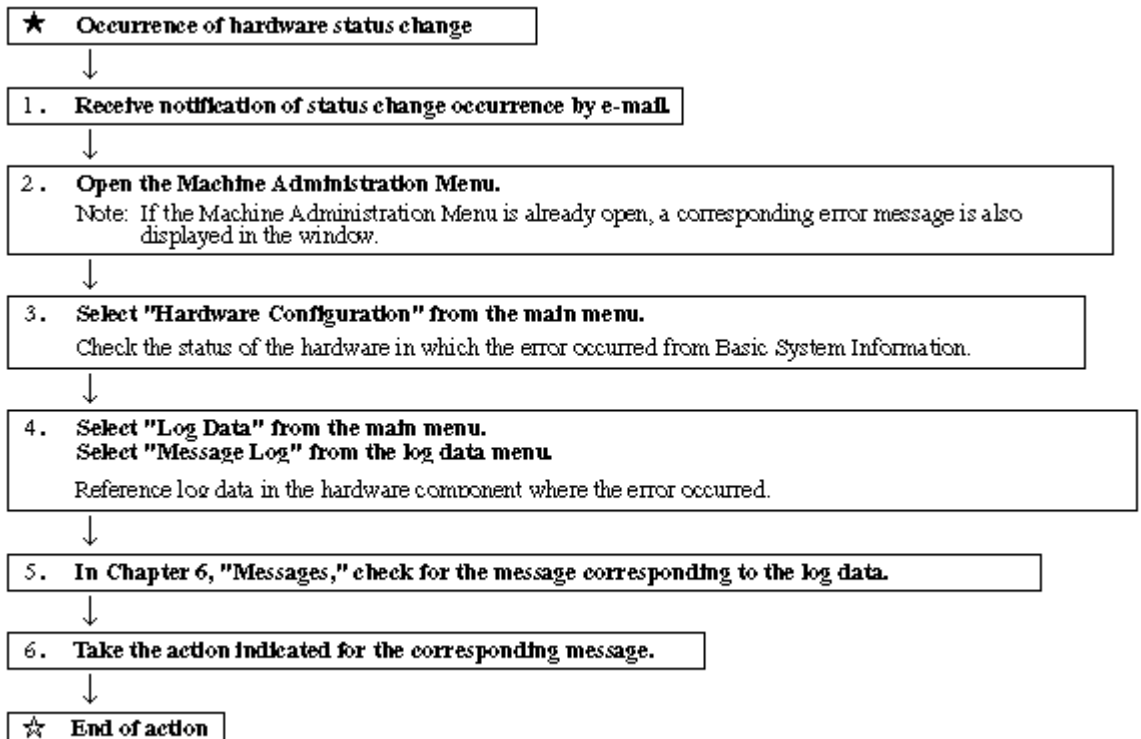 ★ Occurrence of hardware status change
↓
1. Receive notification of status change occurrence by e-mail.
↓
2. Open the Machine Administration Menu.
Note: If the Machine Administration Menu is already open, a corresponding error message is also
displayed in the window.
↓
3. Select "Hardware Configuration" from the main menu.
Check the status of the hardware in which the error occurred from Basic System Information.
↓
4. Select "Log Data" from the main menu.
Select "Message Log" from the log data menu.
Reference log data in the hardware component where the error occurred.
↓
5. In Chapter 6, "Messages," check for the message corresponding to the log data.
↓
6. Take the action indicated for the corresponding message.
↓
☆ End of action